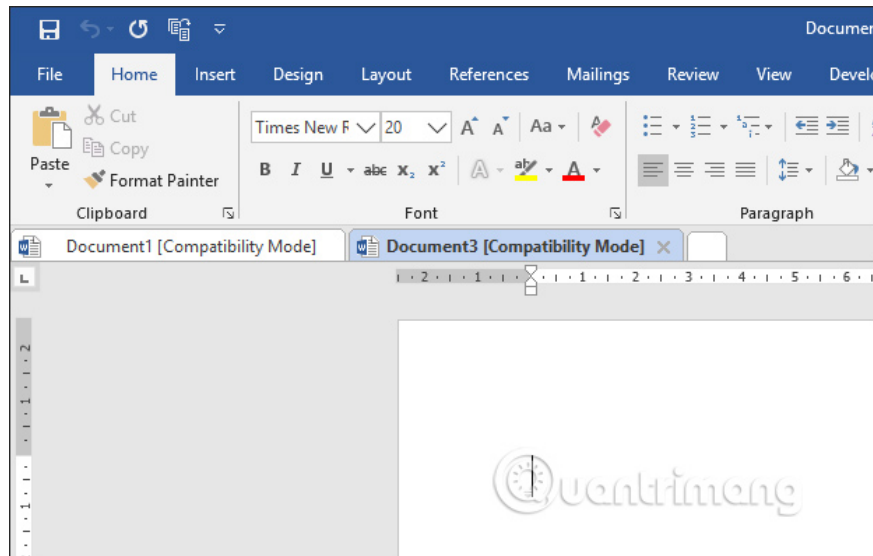 Documen
File Home Insert Design Layout References Mailings Review View Devel
Paste
Cut
Copy
Format Painter
Clipboard
Times New R 20 A A Aa
B I U abc X₂ X² A ab A
Font
Paragraph
Document1 [Compatibility Mode] Document3 [Compatibility Mode]
L
2 1 1 2 3 4 5 6
2
1
1
Quantrimang